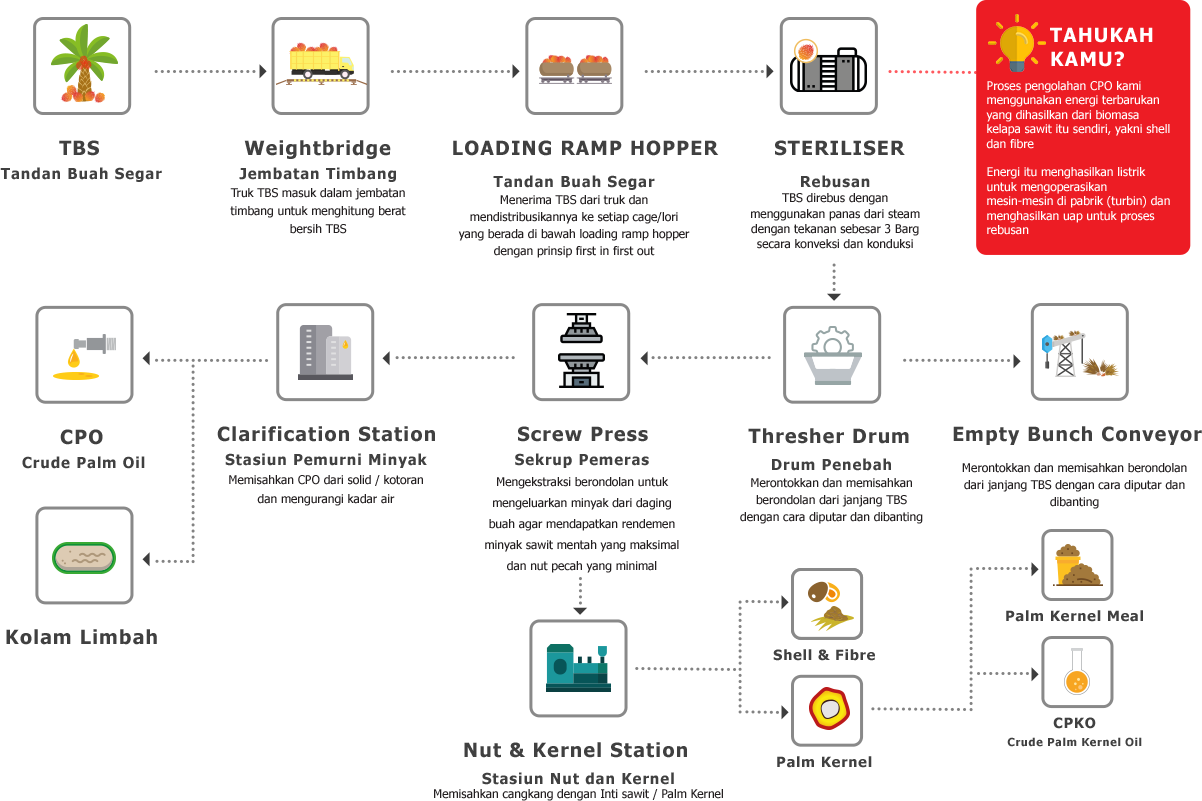 TBS
Tandan Buah Segar
Weightbridge
Jembatan Timbang
Truk TBS masuk dalam jembatan
timbang untuk menghitung berat
bersih TBS
LOADING RAMP HOPPER
Tandan Buah Segar
Menerima TBS dari truk dan
mendistribusikannya ke setiap cage/lori
yang berada di bawah loading ramp hopper
dengan prinsip first in first out
STERILISER
Rebusan
TBS direbus dengan
menggunakan panas dari steam
dengan tekanan sebesar 3 Barg
secara konveksi dan konduksi
TAHUKAH
KAMU?
Proses pengolahan CPO kami
menggunakan energi terbarukan
yang dihasilkan dari biomasa
kelapa sawit itu sendiri, yakni shell
dan fibre
Energi itu menghasilkan listrik
untuk mengoperasikan
mesin-mesin di pabrik (turbin) dan
menghasilkan uap untuk proses
rebusan
CPO
Crude Palm Oil
Clarification Station
Stasiun Pemurni Minyak
Memisahkan CPO dari solid / kotoran
dan mengurangi kadar air
Screw Press
Sekrup Pemeras
Mengekstraksi berondolan untuk
mengeluarkan minyak dari daging
buah agar mendapatkan rendemen
minyak sawit mentah yang maksimal
dan nut pecah yang minimal
Thresher Drum
Drum Penebah
Merontokkan dan memisahkan
berondolan dari janjang TBS
dengan cara diputar dan dibanting
Empty Bunch Conveyor
Merontokkan dan memisahkan berondolan
dari janjang TBS dengan cara diputar dan
dibanting
Kolam Limbah
Nut & Kernel Station
Stasiun Nut dan Kernel
Memisahkan cangkang dengan Inti sawit / Palm Kernel
Shell & Fibre
Palm Kernel
Palm Kernel Meal
CPKO
Crude Palm Kernel Oil